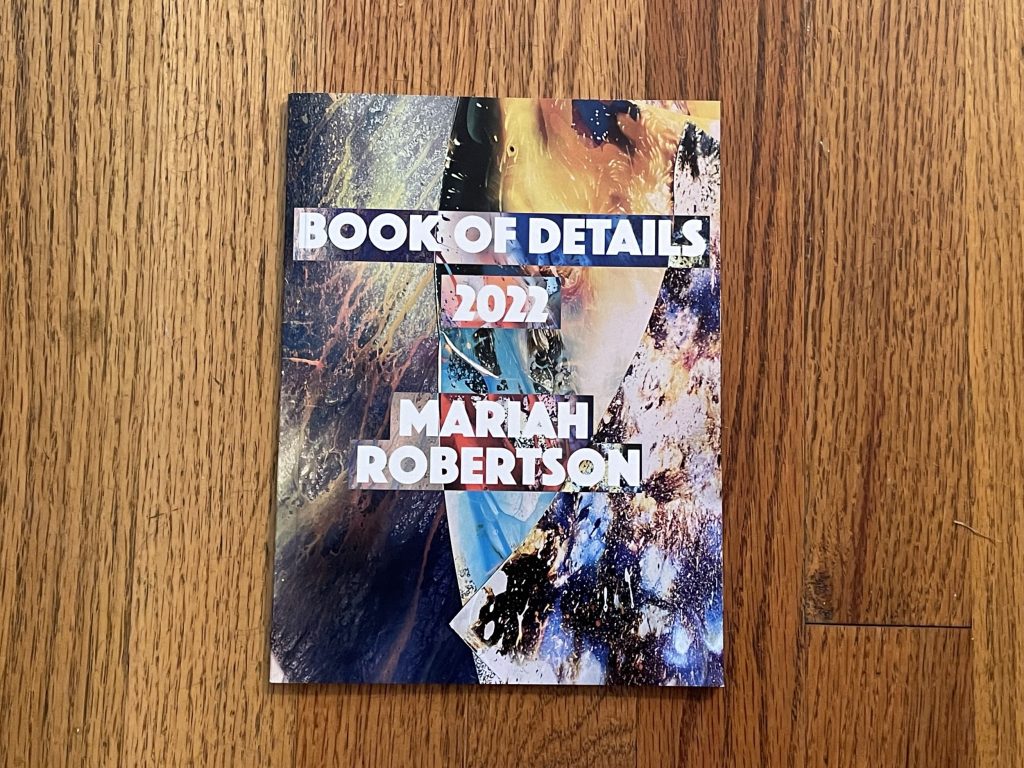 BOOK OF DETAILS
2022
MARIAH
ROBERTSON